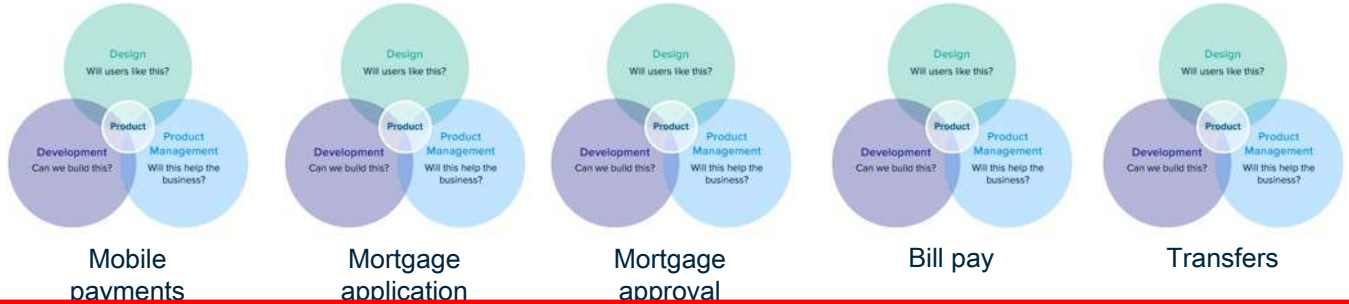 Design
Will users like this?
Product
Development
Can we build this?
Product
Management
Will this help the
business?
Mobile
payments
Design
Will users like this?
Product
Development
Can we build this?
Product
Management
Will this help the
business?
Mortgage
application
Design
Will users like this?
Product
Development
Can we build this?
Product
Management
Will this help the
business?
Mortgage
approval
Design
Will users like this?
Product
Development
Can we build this?
Product
Management
Will this help the
business?
Bill pay
Design
Will users like this?
Product
Development
Can we build this?
Product
Management
Will this help the
business?
Transfers